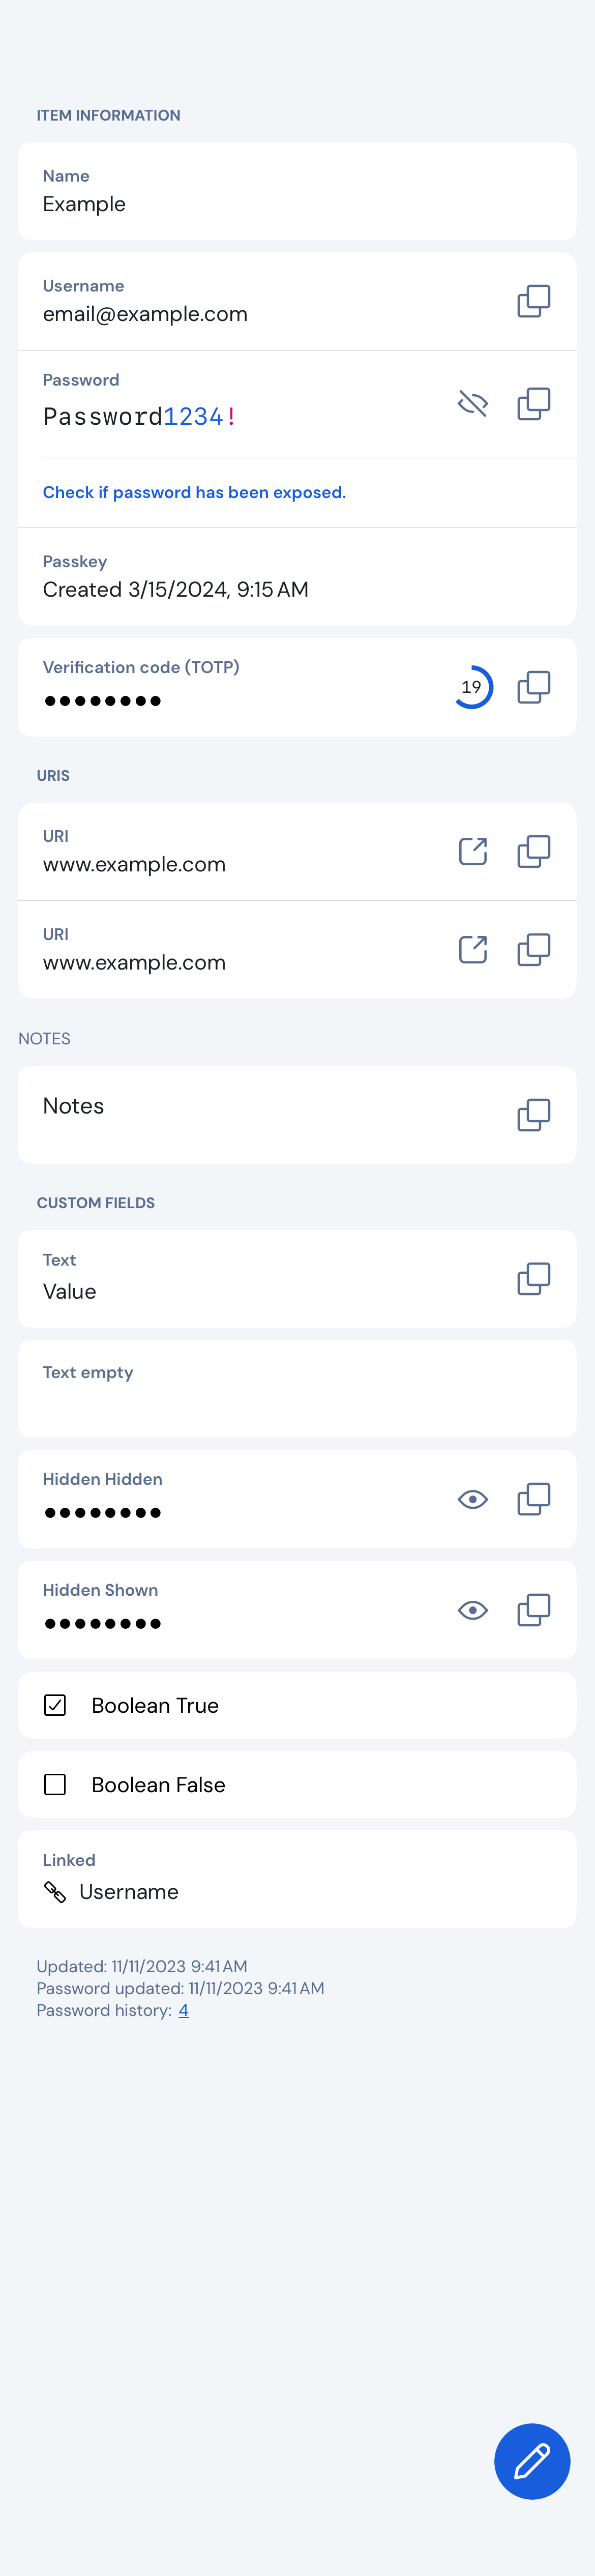 ITEM INFORMATION
Name
Example
Username
email@example.com
Password
Password1234!
Check if password has been exposed.
Passkey
Created 3/15/2024, 9:15 AM
Verification code (TOTP)
●●●●●●●●
19
URIS
URI
www.example.com
URI
www.example.com
NOTES
Notes
CUSTOM FIELDS
Text
Value
Text empty
Hidden Hidden
●●●●●●●●
Hidden Shown
●●●●●●●●
Boolean True
Boolean False
Linked
Username
Updated: 11/11/2023 9:41 AM
Password updated: 11/11/2023 9:41 AM
Password history: 4